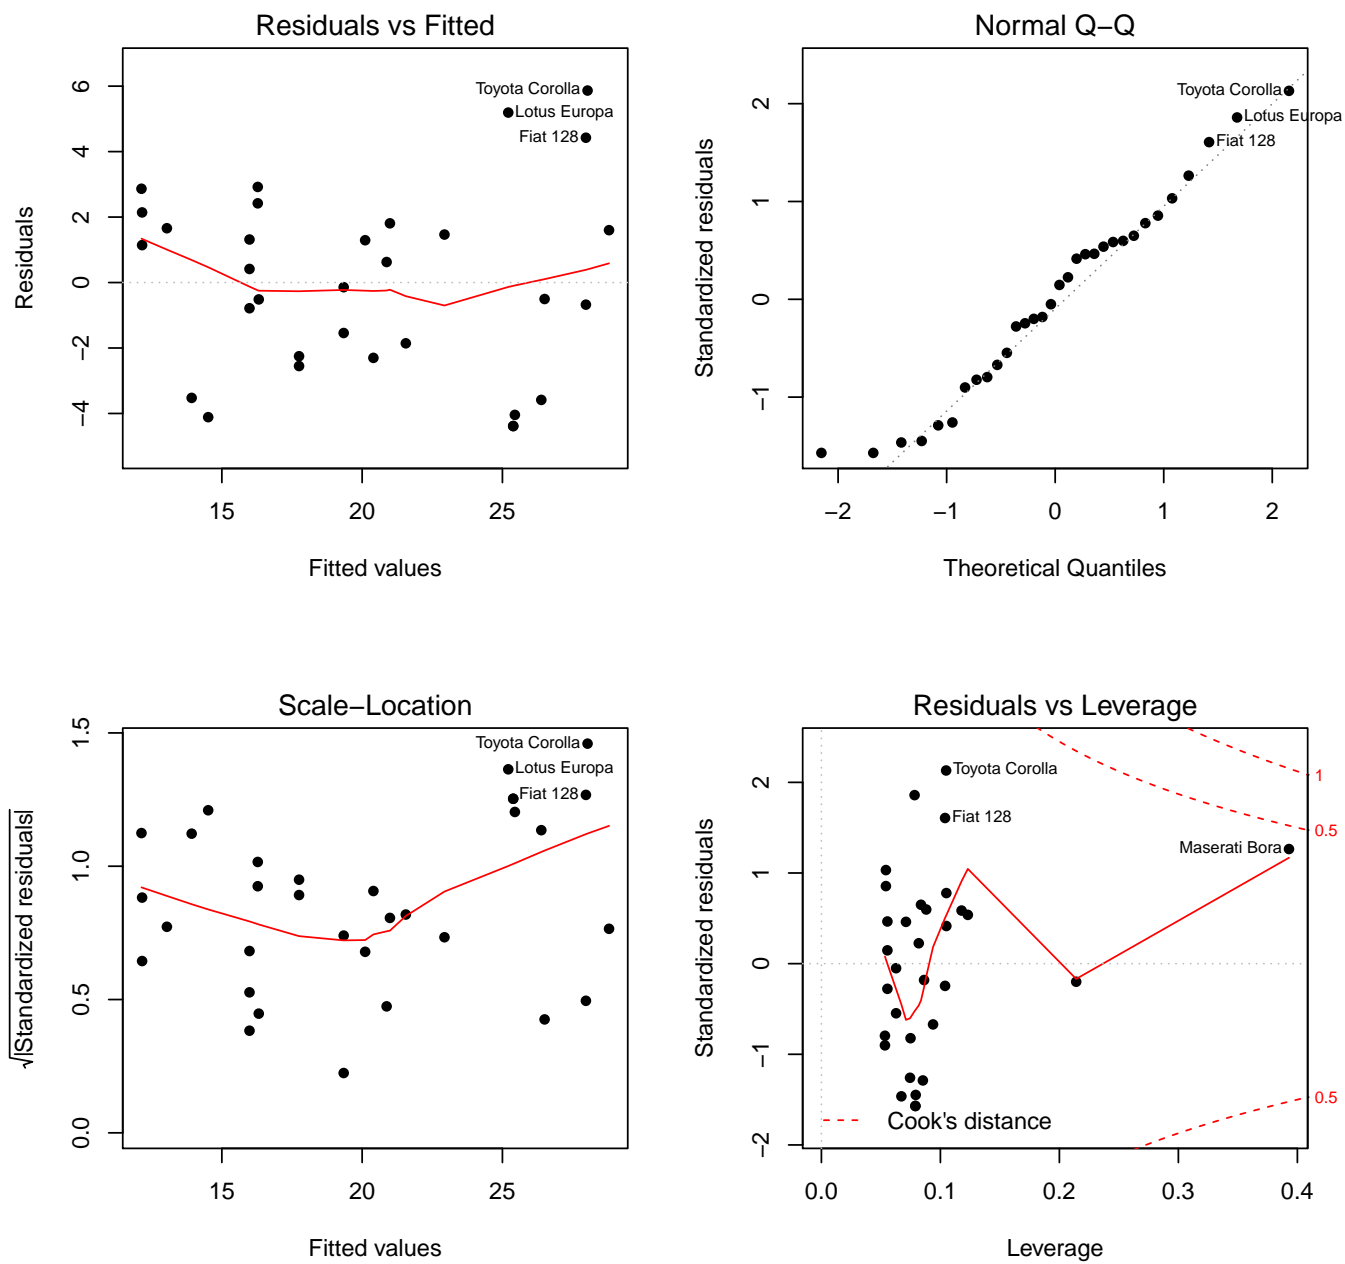 Residuals vs Fitted
Residuals
6
4
2
0
−2
−4
Toyota Corolla
Lotus Europa
Fiat 128
15 20 25
Fitted values
Normal Q−Q
Standardized residuals
2
1
0
−1
Toyota Corolla
Lotus Europa
Fiat 128
−2 −1 0 1 2
Theoretical Quantiles
Scale−Location
√|Standardized residuals|
1.5
1.0
0.5
0.0
Toyota Corolla
Lotus Europa
Fiat 128
15 20 25
Fitted values
Residuals vs Leverage
Standardized residuals
2
1
0
−1
−2
Toyota Corolla
Fiat 128
Maserati Bora
1
0.5
0.5
Cook's distance
0.0 0.1 0.2 0.3 0.4
Leverage